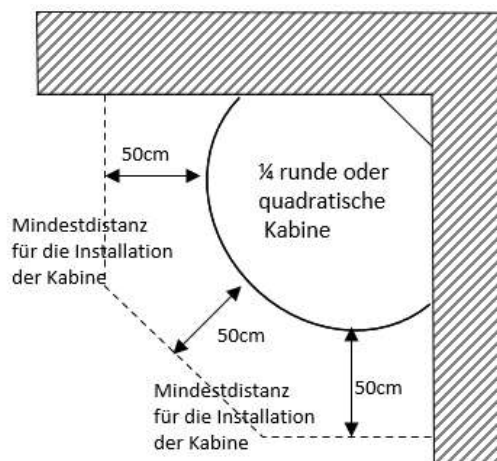 50cm
¼ runde oder
quadratische
Kabine
Mindestdistanz
für die Installation
der Kabine
50cm
50cm
Mindestdistanz
für die Installation
der Kabine